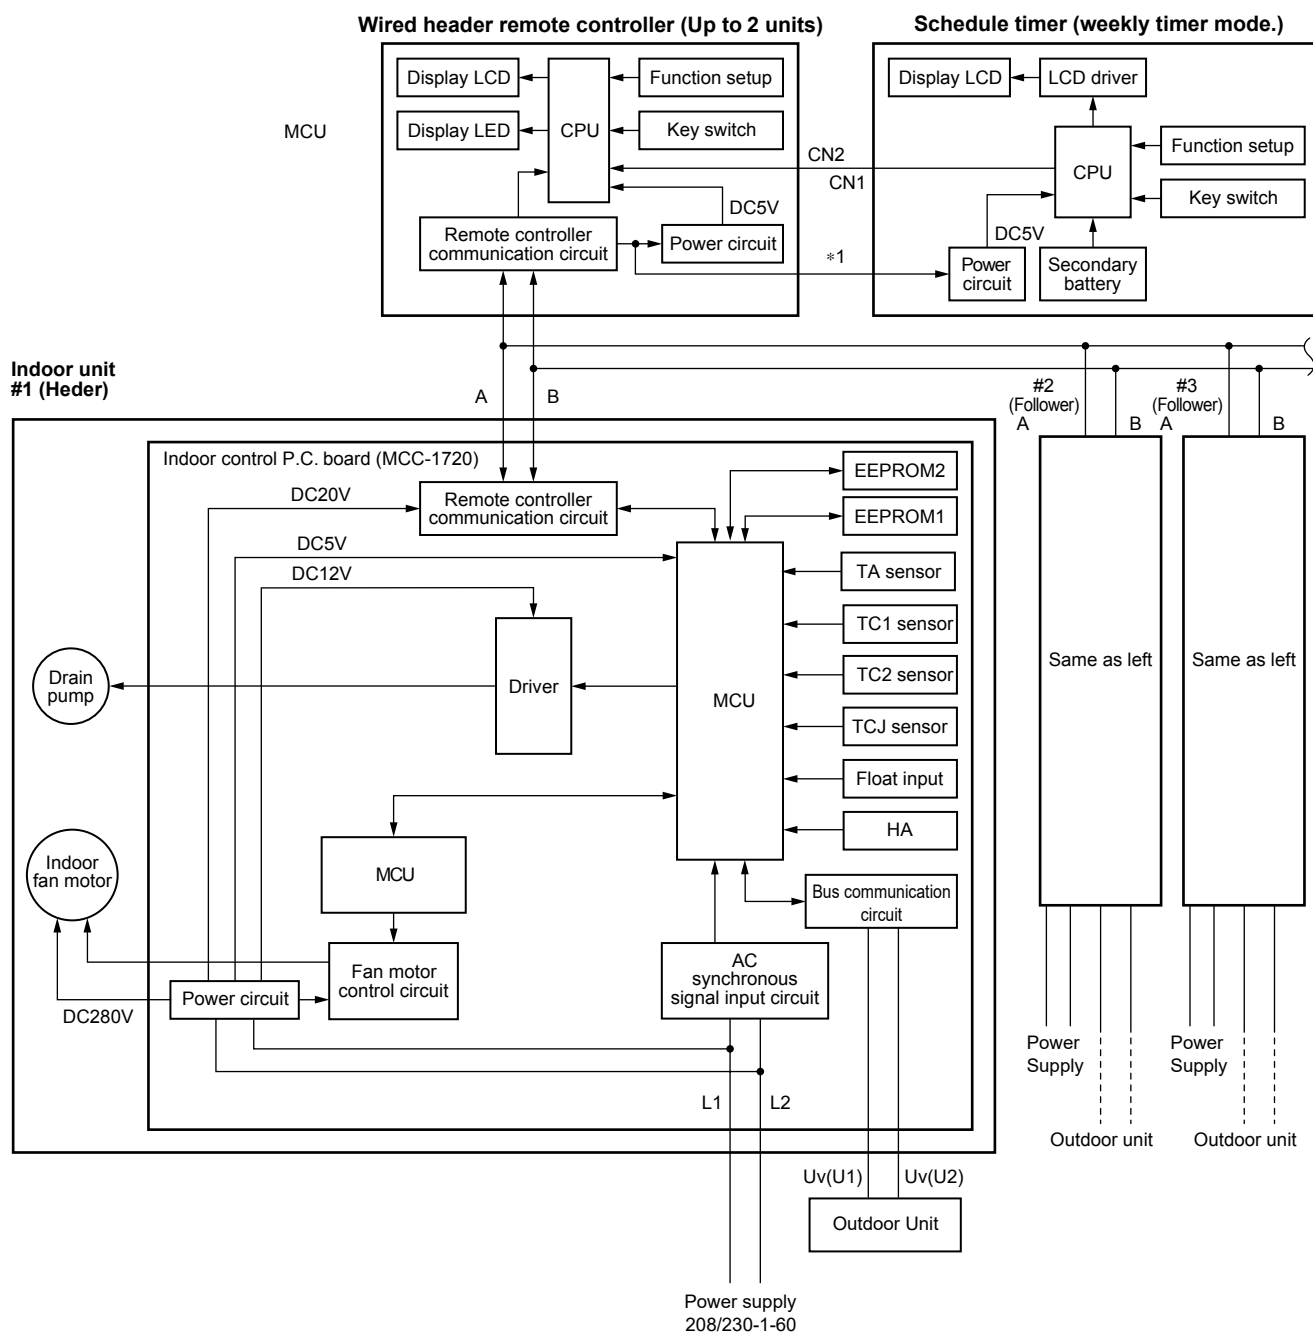 Wired header remote controller (Up to 2 units)
Schedule timer (weekly timer mode.)
Display LCD
Function setup
Display LED
CPU
Key switch
MCU
CN2
CN1
DC5V
Remote controller
communication circuit
Power circuit
*1
Display LCD
LCD driver
CPU
Function setup
Key switch
DC5V
Power
circuit
Secondary
battery
Indoor unit
#1 (Heder)
A
B
#2
(Follower)
A
B
#3
(Follower)
A
B
Indoor control P.C. board (MCC-1720)
DC20V
Remote controller
communication circuit
DC5V
DC12V
EEPROM2
EEPROM1
TA sensor
TC1 sensor
TC2 sensor
TCJ sensor
Float input
HA
Drain
pump
Driver
MCU
Same as left
Same as left
Indoor
fan motor
MCU
Bus communication
circuit
Fan motor
control circuit
Power circuit
DC280V
AC
synchronous
signal input circuit
L1
L2
Power
Supply
Power
Supply
Outdoor unit
Outdoor unit
Uv(U1)
Uv(U2)
Outdoor Unit
Power supply
208/230-1-60